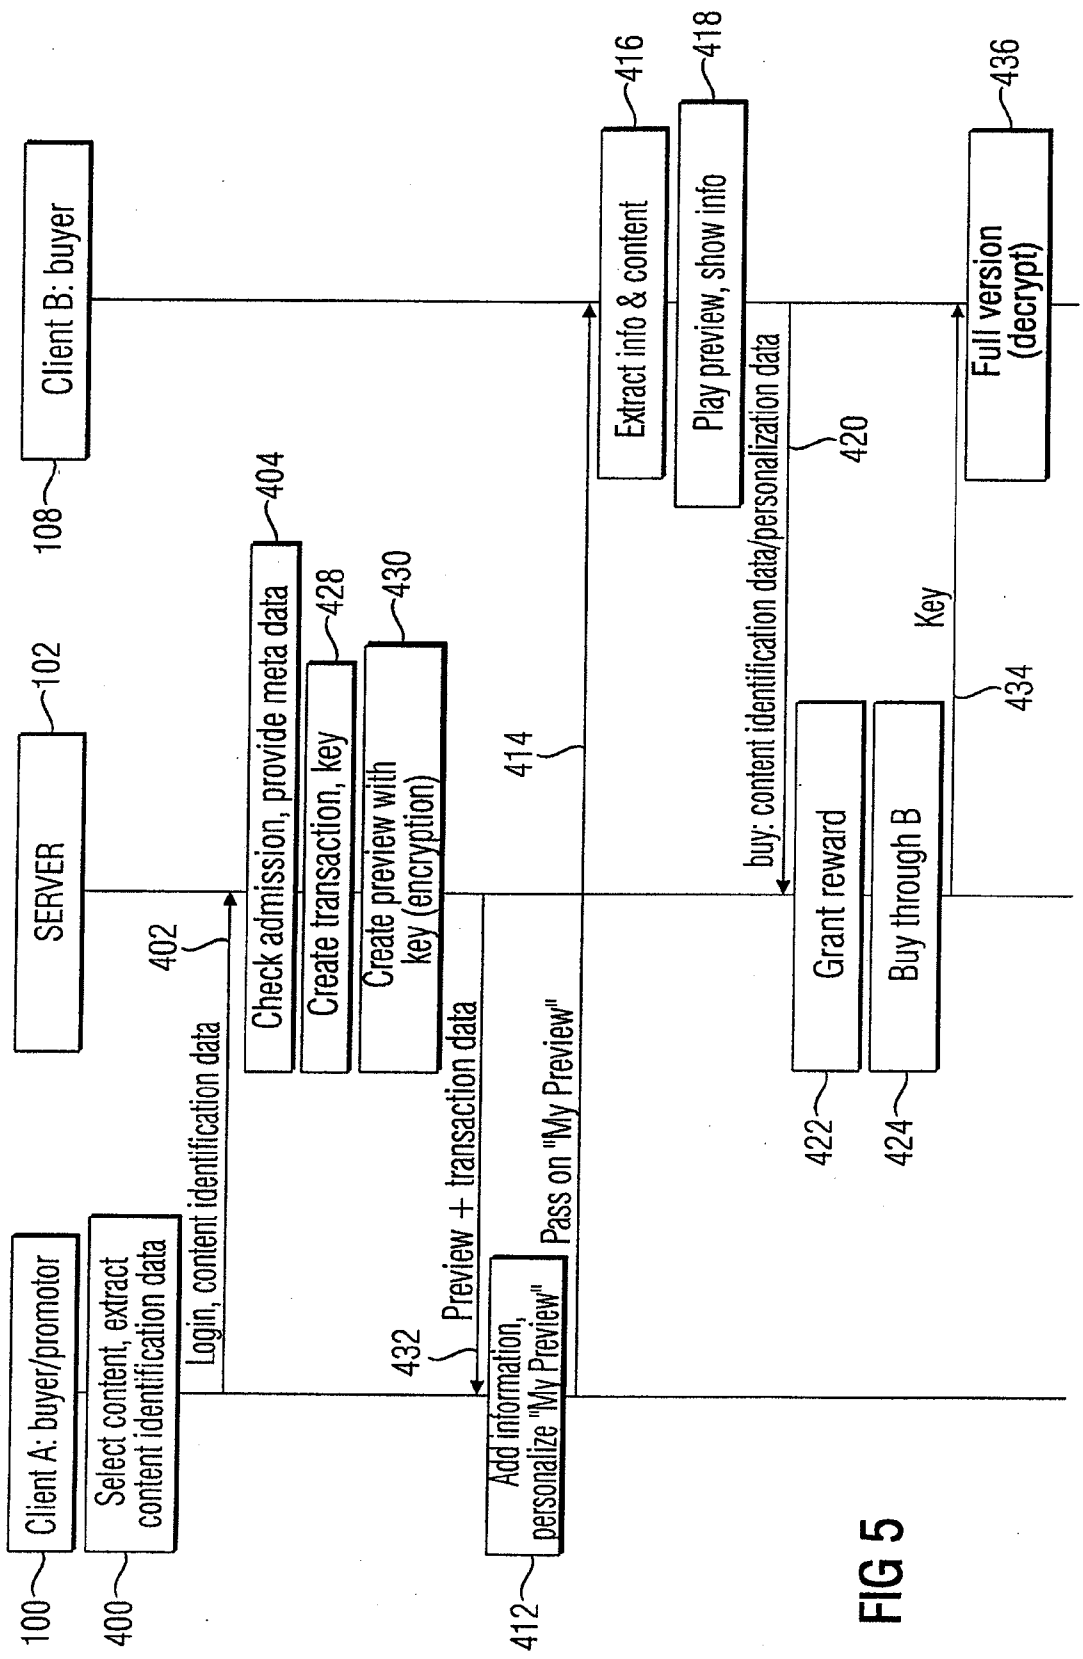 100
Client A: buyer/promotor
SERVER
102
108
Client B: buyer
400
Select content, extract
content identification data
Login, content identification data
402
Check admission, provide meta data
404
Create transaction, key
428
Create preview with
key (encryption)
430
432
Preview + transaction data
412
Add information,
personalize "My Preview"
Pass on "My Preview"
414
Extract info & content
416
Play preview, show info
418
buy: content identification data/personalization data
420
422
Grant reward
424
Buy through B
Key
434
Full version
(decrypt)
436
FIG 5